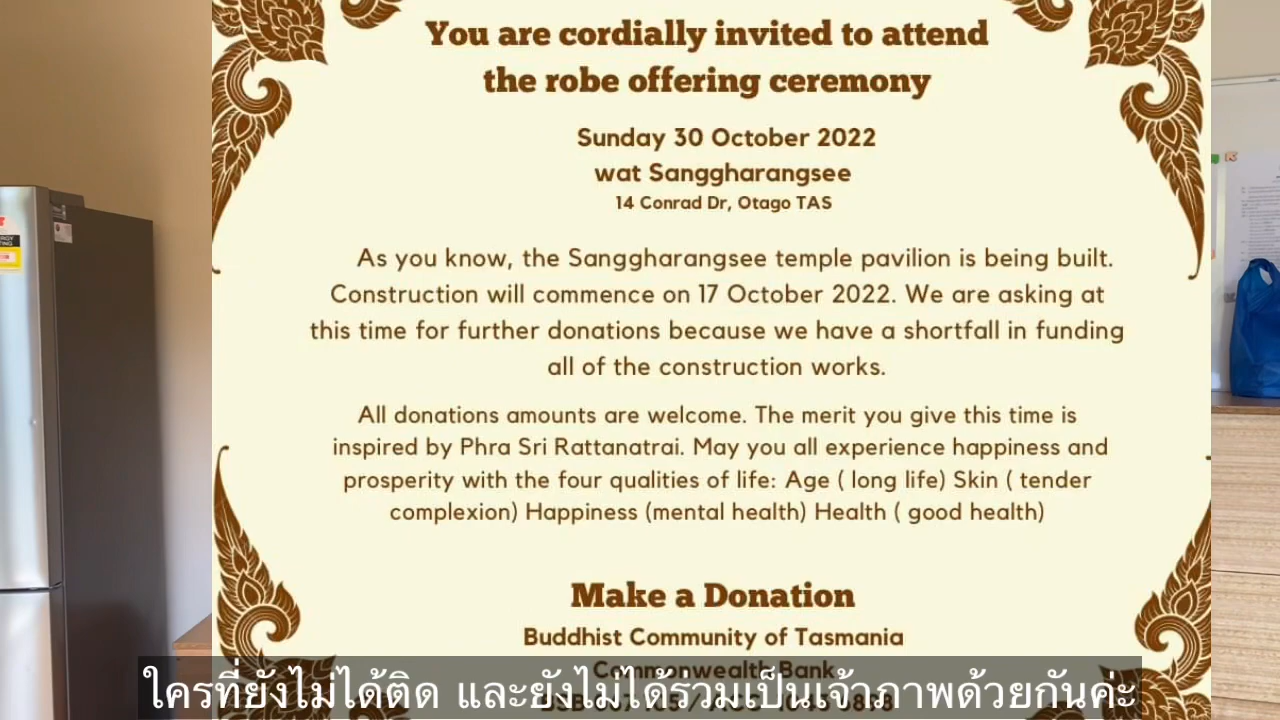 You are cordially invited to attend
the robe offering ceremony
Sunday 30 October 2022
wat Sanggharangsee
14 Conrad Dr, Otago TAS
As you know, the Sanggharangsee temple pavilion is being built.
Construction will commence on 17 October 2022. We are asking at
this time for further donations because we have a shortfall in funding
all of the construction works.
All donations amounts are welcome. The merit you give this time is
inspired by Phra Sri Rattanatrai. May you all experience happiness and
prosperity with the four qualities of life: Age ( long life) Skin ( tender
complexion) Happiness (mental health) Health ( good health)
Make a Donation
Buddhist Community of Tasmania
Commonwealth Bank
ใครที่ยังไม่ได้ติด และยังไม่ได้ร่วมเป็นเจ้าภาพด้วยกันค่ะ